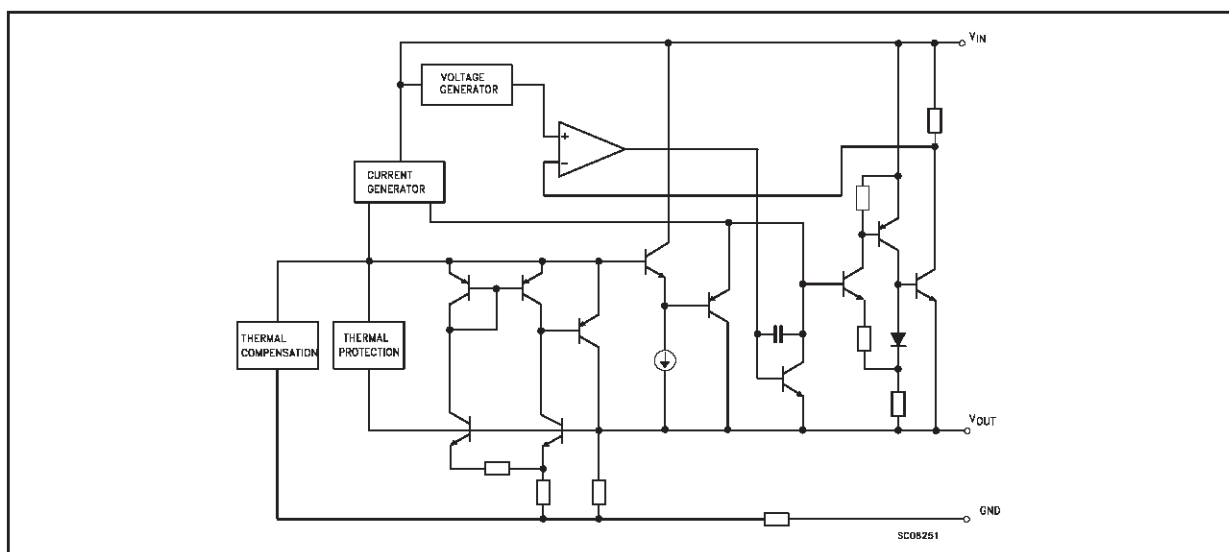 VIN
VOLTAGE
GENERATOR
+
−
CURRENT
GENERATOR
THERMAL
COMPENSATION
THERMAL
PROTECTION
VOUT
GND
SC08251